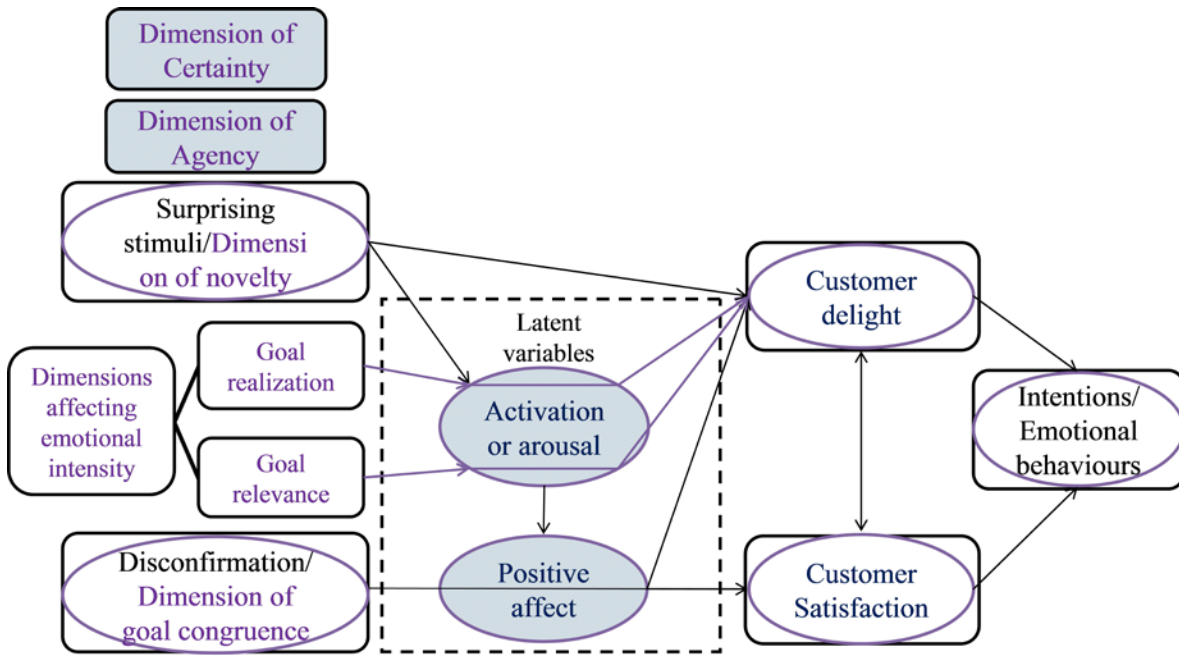 Dimension of
Certainty
Dimension of
Agency
Surprising
stimuli/Dimensi
on of novelty
Dimensions
affecting
emotional
intensity
Goal
realization
Goal
relevance
Disconfirmation/
Dimension of
goal congruence
Latent
variables
Activation
or arousal
Positive
affect
Customer
delight
Customer
Satisfaction
Intentions/
Emotional
behaviours